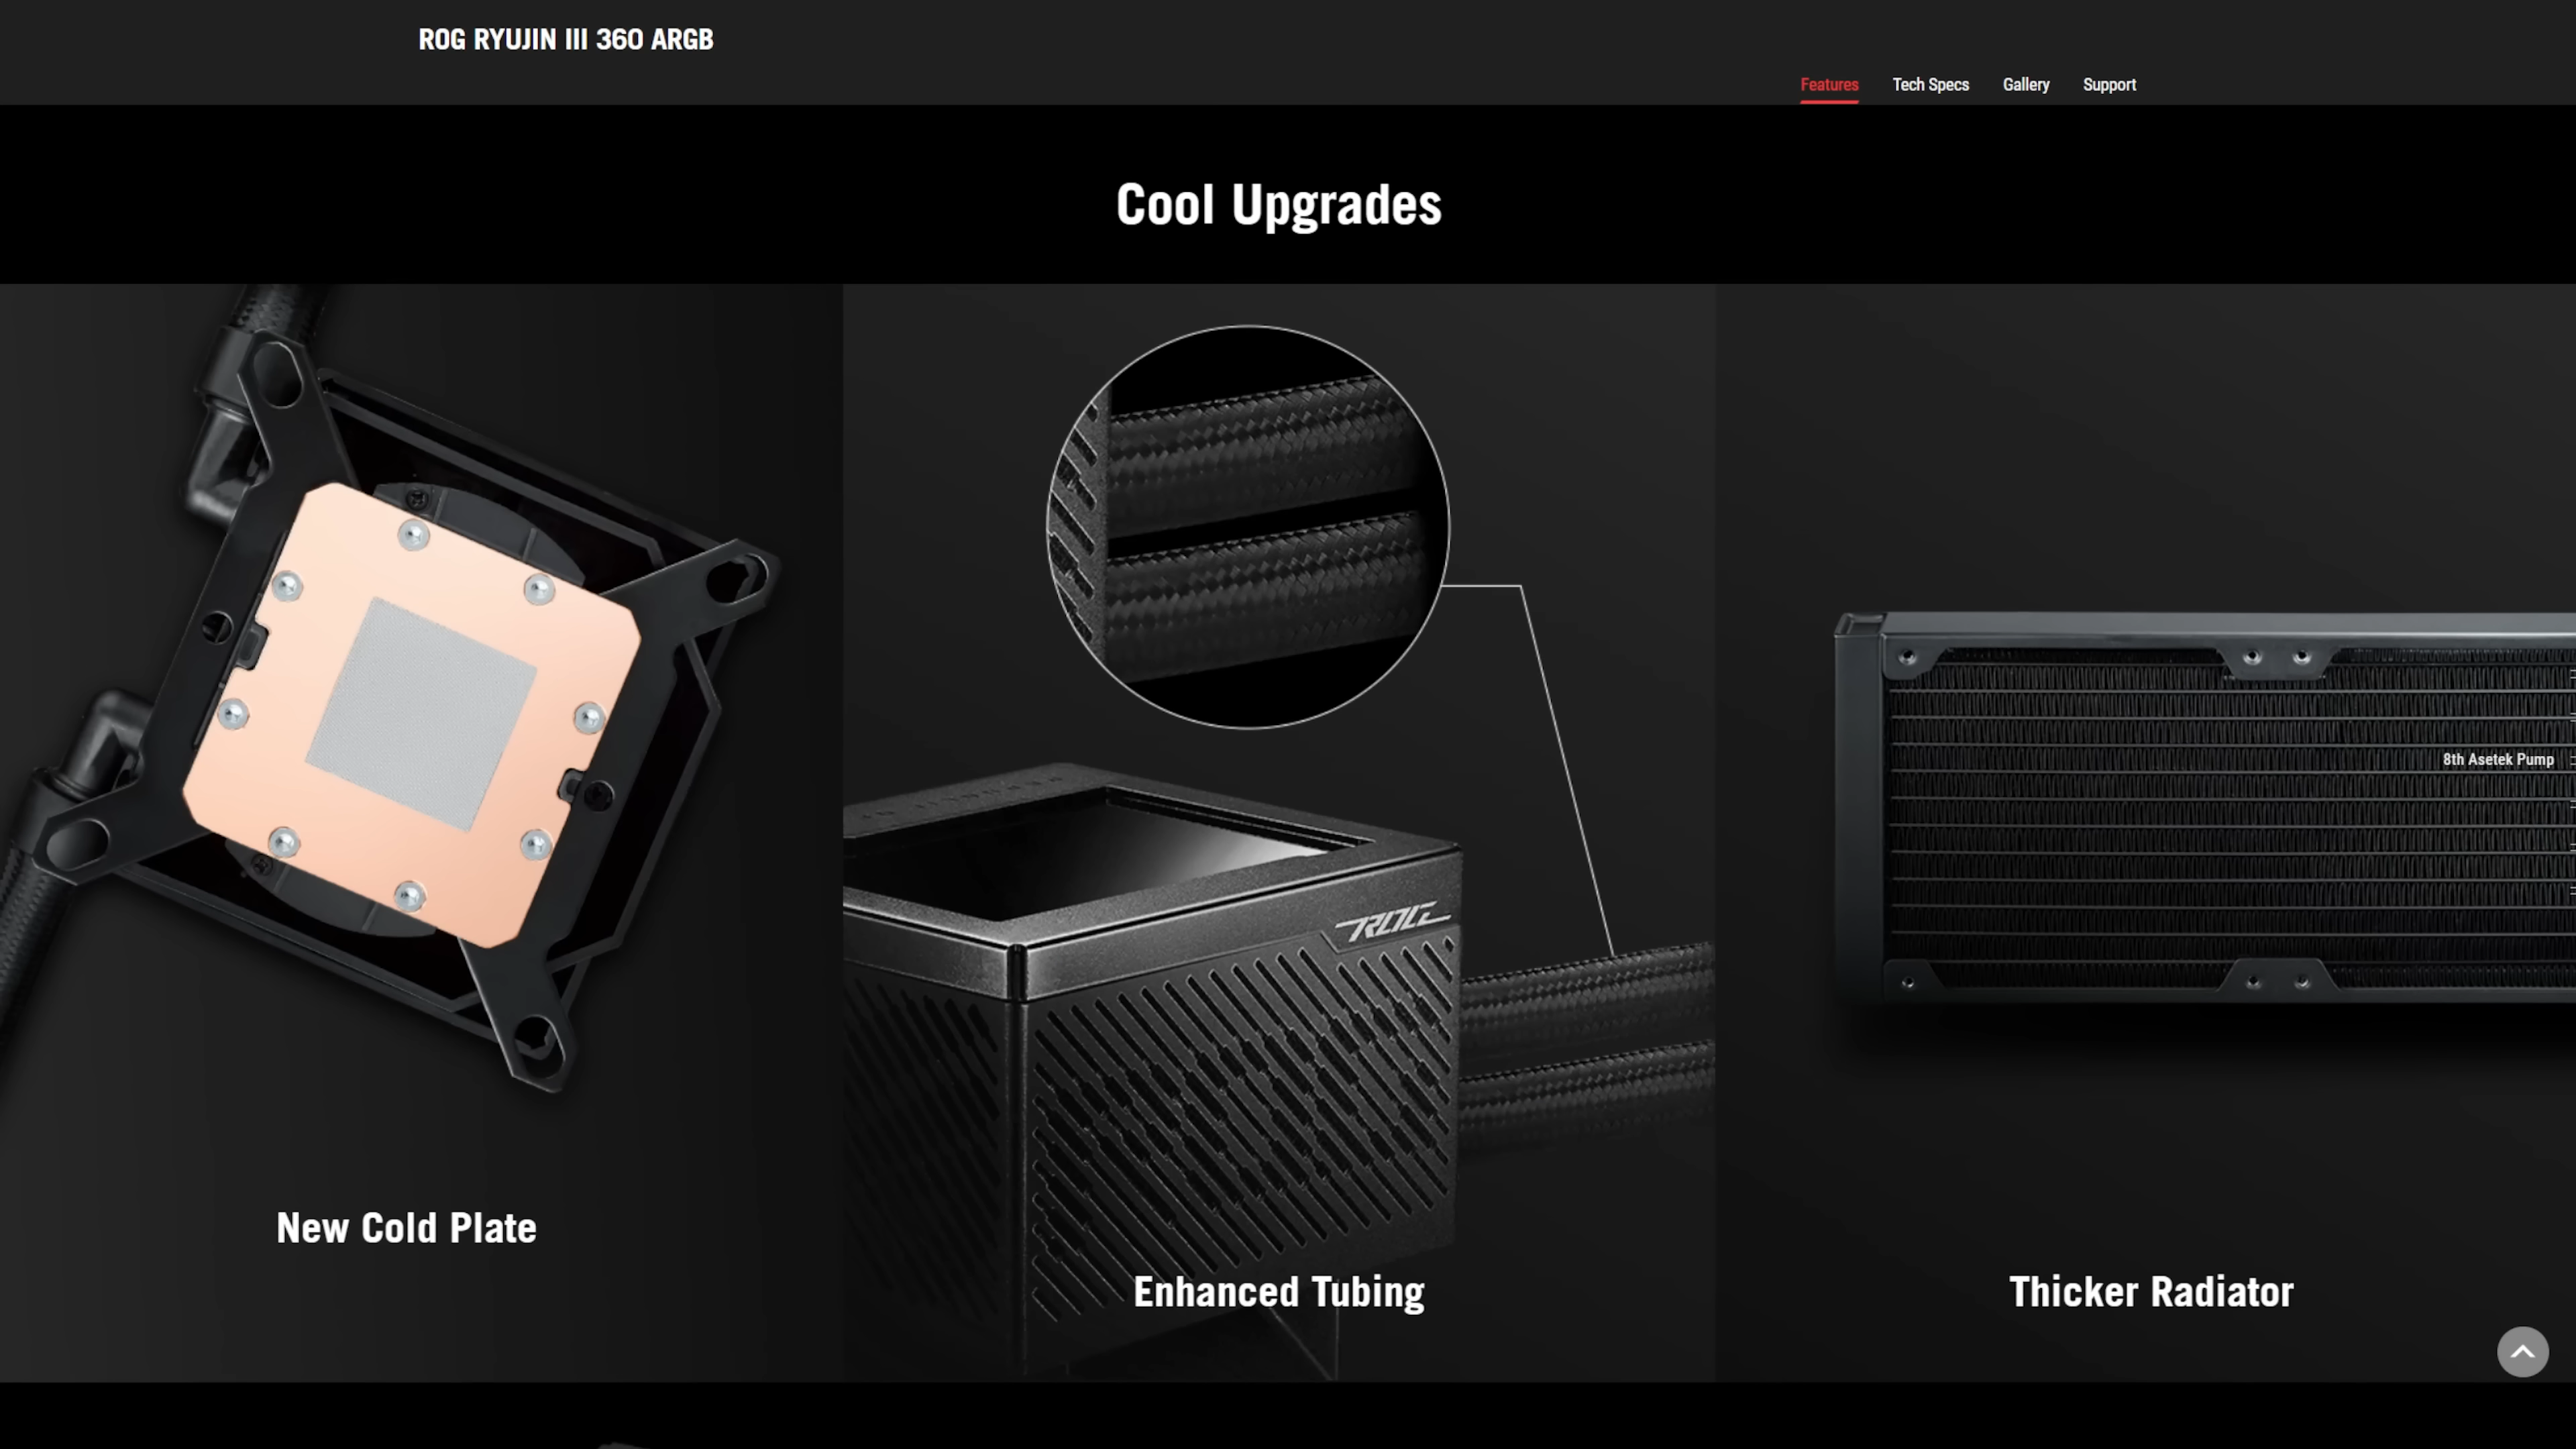 ROG RYUJIN III 360 ARGB
Features
Tech Specs
Gallery
Support
Cool Upgrades
8th Asetek Pump
New Cold Plate
Enhanced Tubing
Thicker Radiator